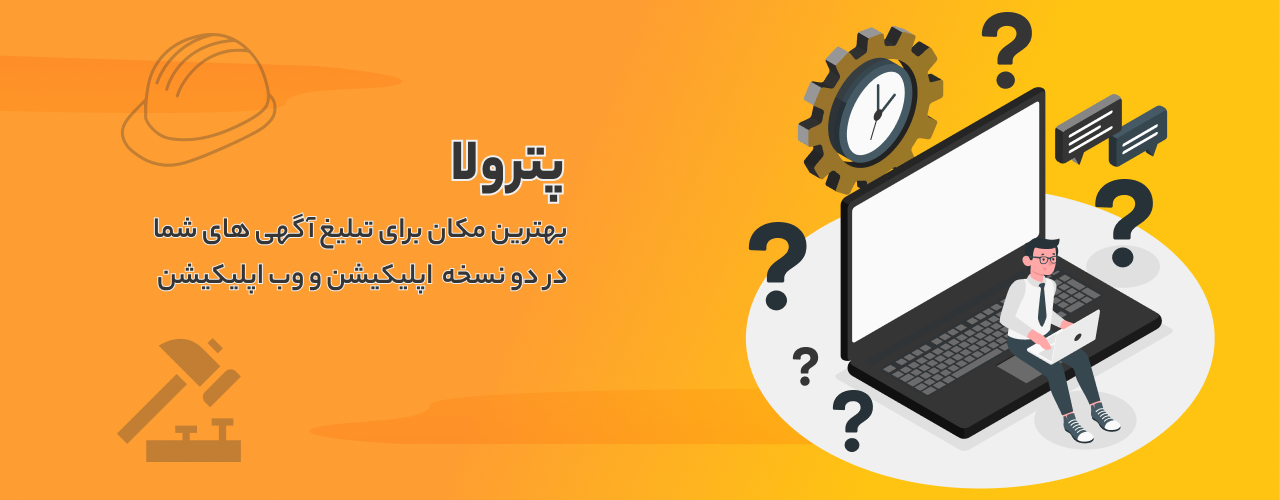 پترولا
بهترین مکان برای تبلیغ آگهی های شما
در دو نسخه اپلیکیشن و وب اپلیکیشن
?
?
?
?
?